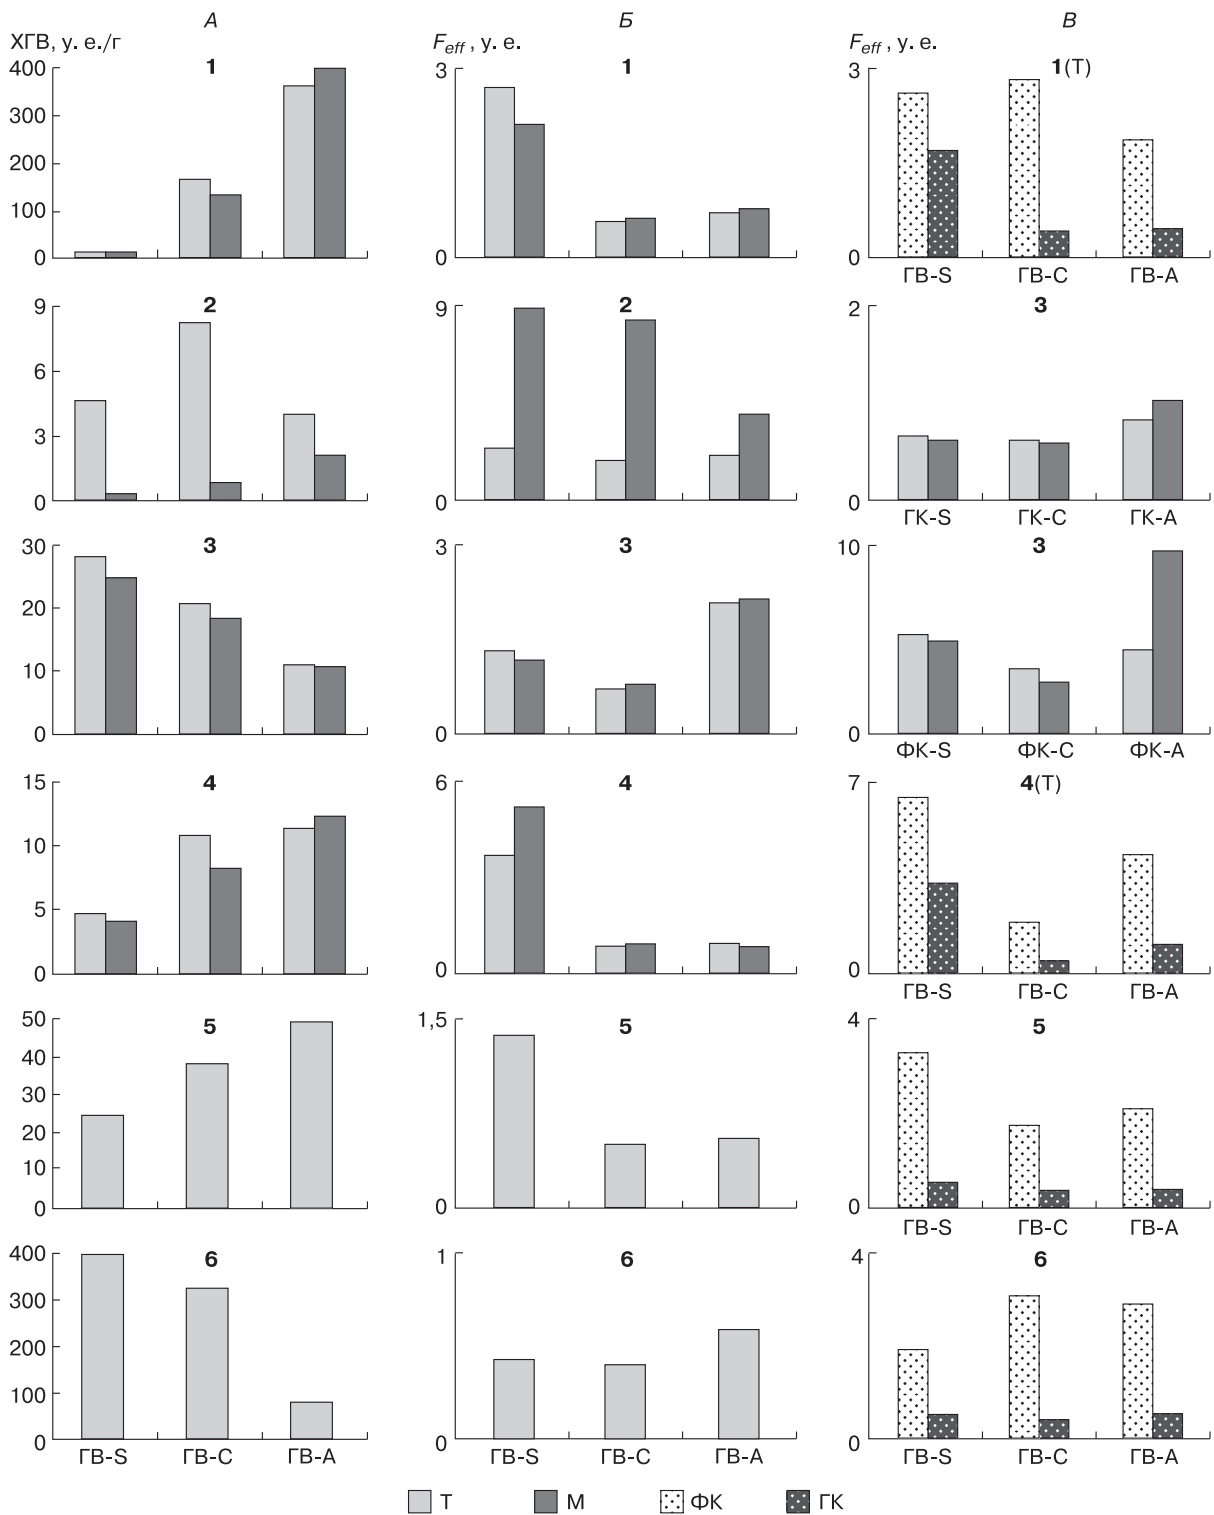 А Б В
ХГВ, у. е./г F_eff , у. е. F_eff , у. е.
400 1 3 1 3 1(Т)
300
200
100
0 0 0
ГВ-S ГВ-С ГВ-А
9 2 9 2 2 3
6
3
0 0 0
ГК-S ГК-С ГК-А
30 3 3 3 10 3
20
10
0 0 0
ФК-S ФК-С ФК-А
15 4 6 4 7 4(Т)
10
5
0 0 0
ГВ-S ГВ-С ГВ-А
50 5 1,5 5 4 5
40
30
20
10
0 0 0
ГВ-S ГВ-С ГВ-А
400 6 1 6 4 6
300
200
100
0 0 0
ГВ-S ГВ-С ГВ-А ГВ-S ГВ-С ГВ-А ГВ-S ГВ-С ГВ-А
Т М ФК ГК